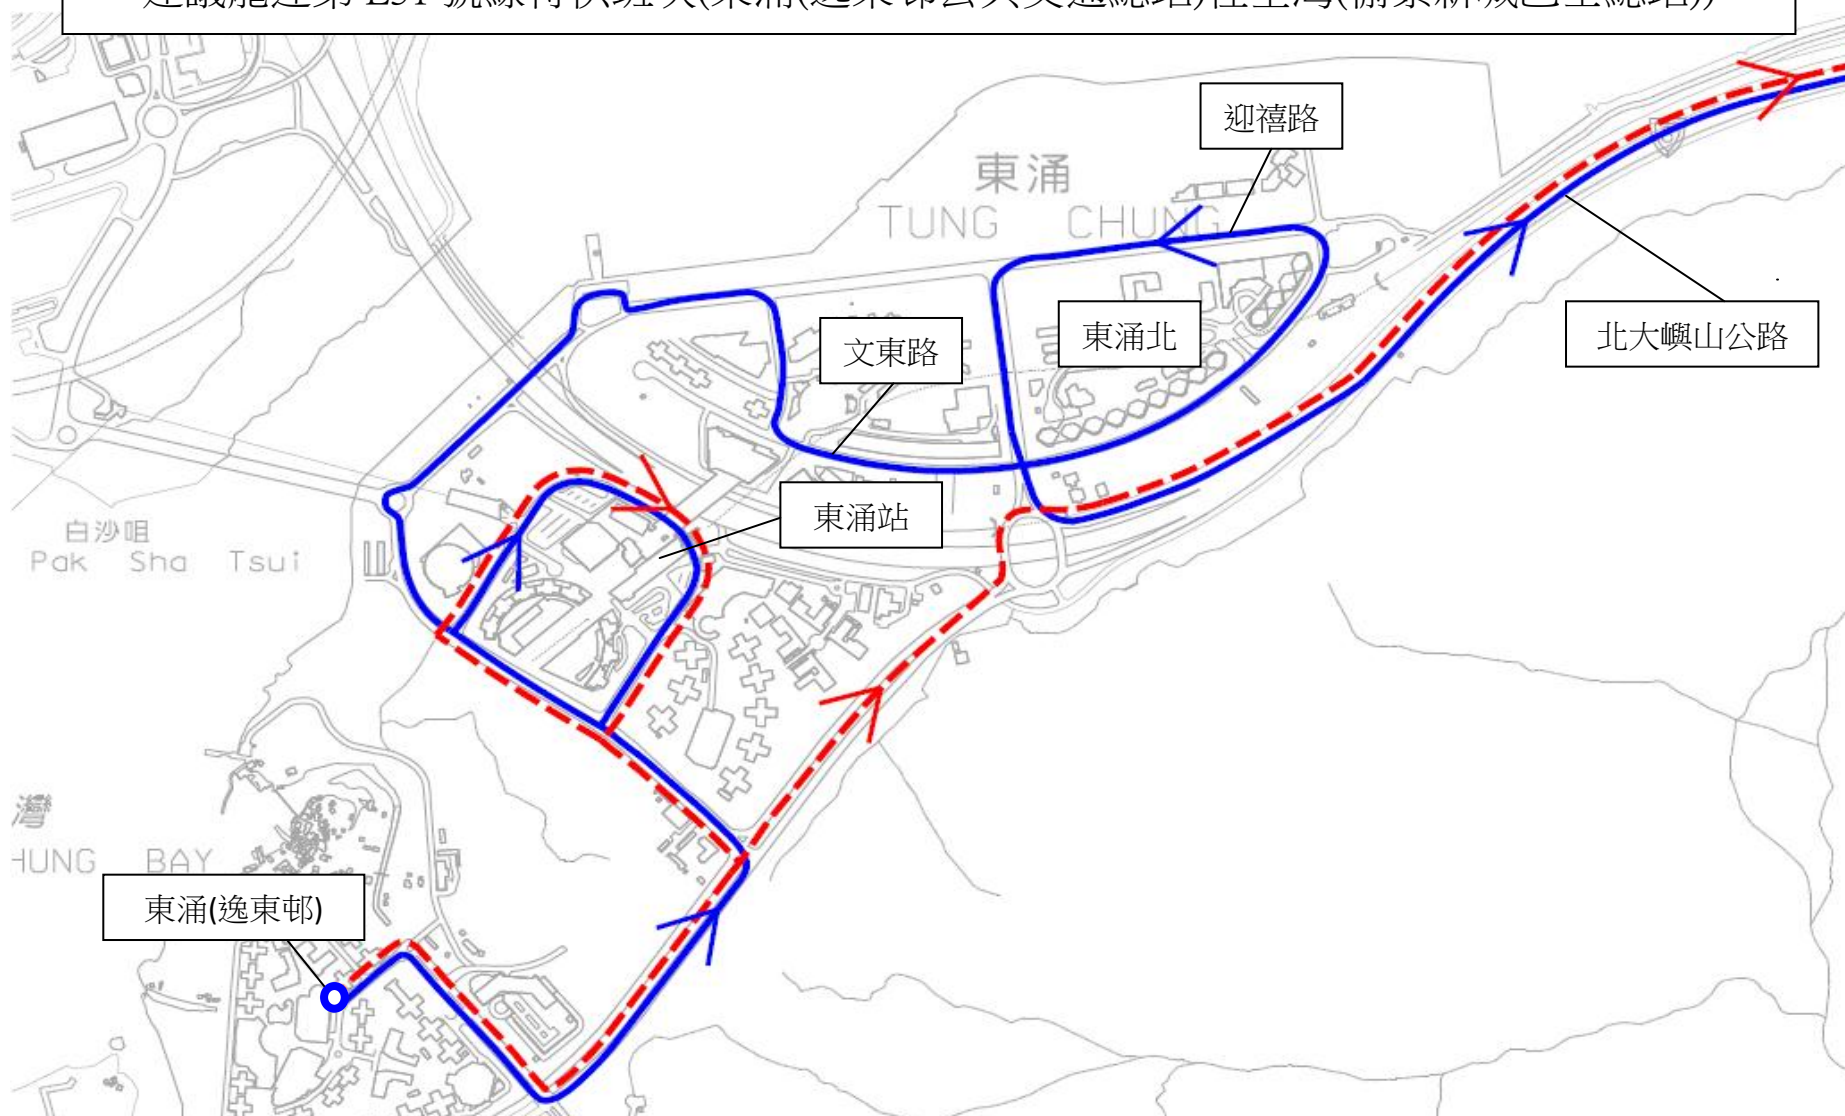 迎禧路
東涌
TUNG CHUNG
文東路
東涌北
北大嶼山公路
東涌站
白沙咀
Pak Sha Tsui
灣
HUNG BAY
東涌(逸東邨)